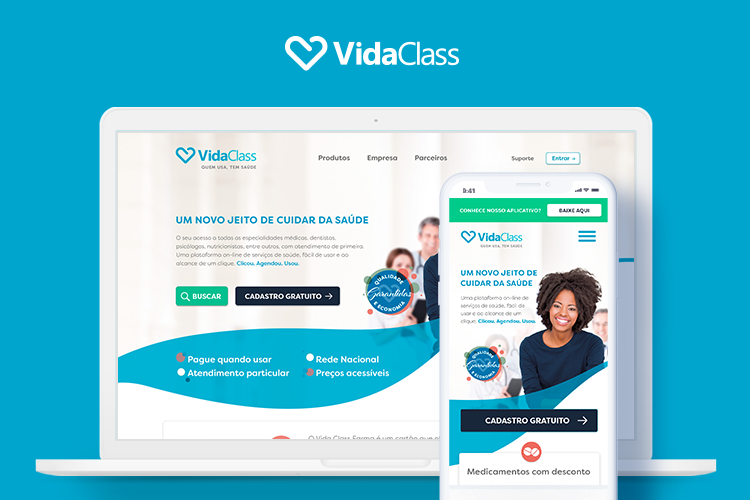 VidaClass
VidaClass
QUEM USA, TEM SAÚDE
Produtos Empresa Parceiros Suporte Entrar
UM NOVO JEITO DE CUIDAR DA SAÚDE
O seu acesso a todas as especialidades médicas, dentistas,
psicólogos, nutricionistas, entre outros, com atendimento de primeira.
Uma plataforma on-line de serviços de saúde, fácil de usar e ao
alcance de um clique. Clicou. Agendou. Usou.
BUSCAR CADASTRO GRATUITO
QUALIDADE
Garantidas
E ECONOMIA
Pague quando usar
Rede Nacional
Atendimento particular
Preços acessíveis
O Vida Class Farma é um cartão que
9:41
CONHECE NOSSO APLICATIVO? BAIXE AQUI
VidaClass
QUEM USA, TEM SAÚDE
UM NOVO JEITO DE
CUIDAR DA SAÚDE
Uma plataforma on-line
de serviços de saúde, fácil
de usar e ao alcance de um
clique. Clicou. Agendou. Usou.
QUALIDADE
Garantidas
E ECONOMIA
CADASTRO GRATUITO
Medicamentos com desconto